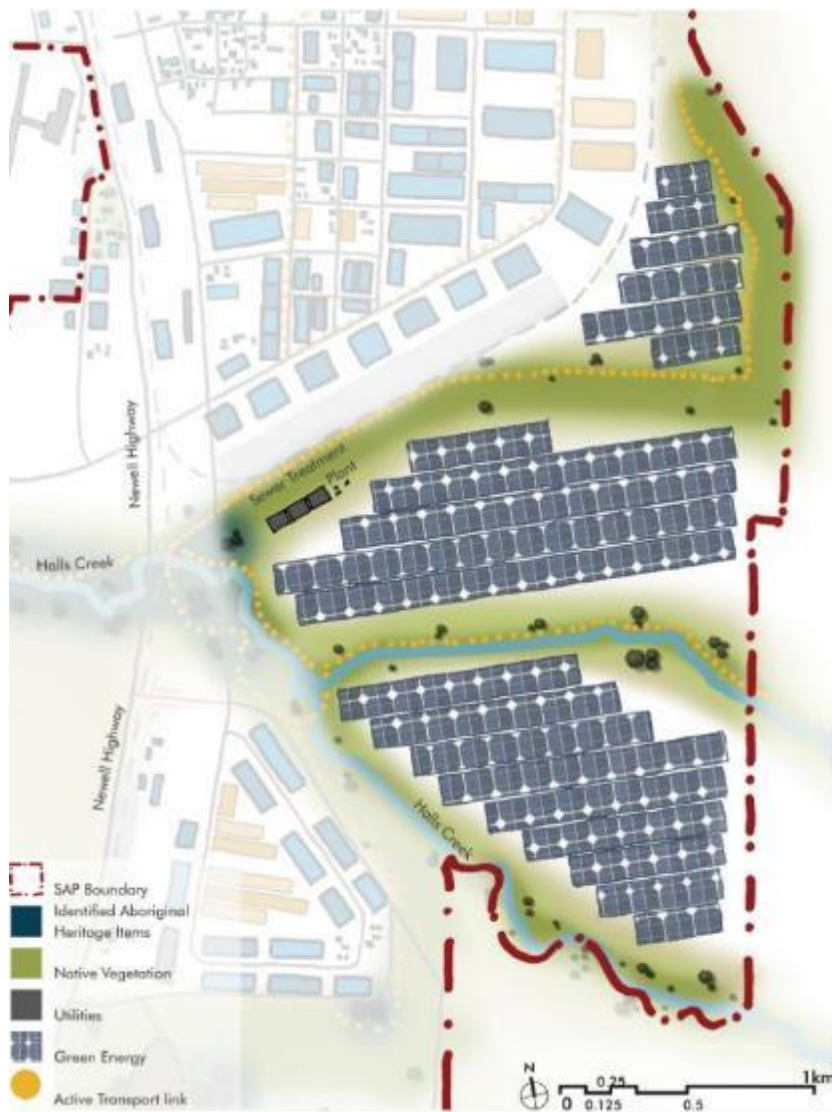 Newell Highway
Sewer Treatment
Plant
Halls Creek
Newell Highway
Halls Creek
SAP Boundary
Identified Aboriginal
Heritage Items
Native Vegetation
Utilities
Green Energy
Active Transport link
N
0.25
1km
0
0.125
0.5